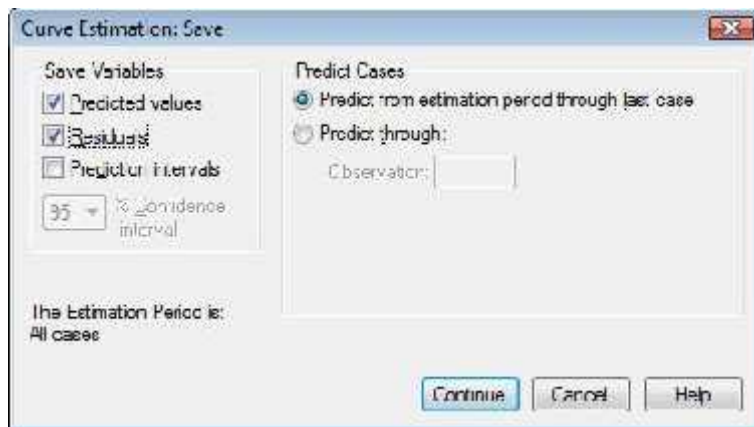 Curve Estimation: Save
Save Variables
Predicted values
Residuals
Prediction intervals
95 % Confidence
interval
The Estimation Period is:
All cases
Predict Cases
Predict from estimation period through last case
Predict through:
Observation:
Continue Cancel Help